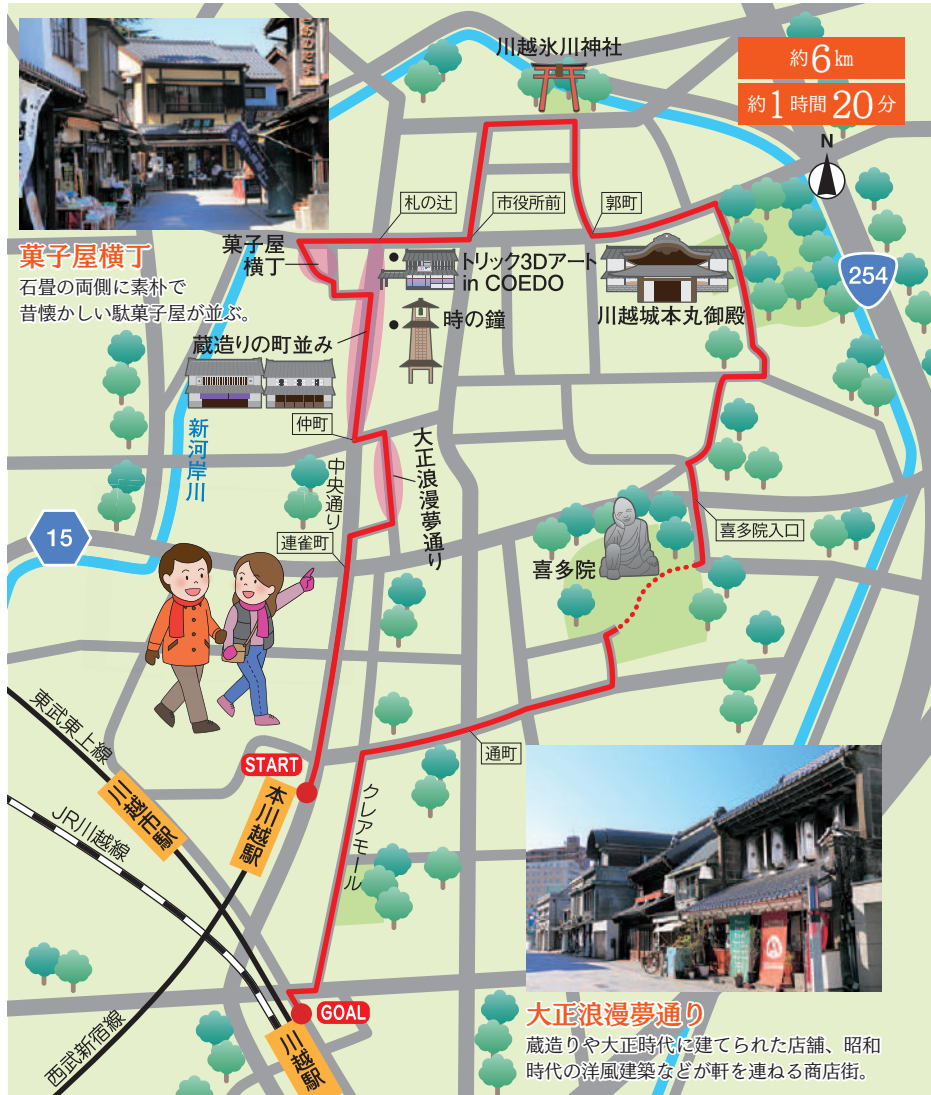 川越氷川神社
約6km
約1時間20分
N
菓子屋横丁
石畳の両側に素朴で
昔懐かしい駄菓子屋が並ぶ。
札の辻
市役所前
郭町
菓子屋
横丁
トリック3Dアート
in COEDO
254
川越城本丸御殿
時の鐘
蔵造りの町並み
仲町
新河岸川
中央通り
大正浪漫夢通り
15
連雀町
喜多院入口
喜多院
東武東上線
START
通町
川越市駅
本川越駅
JR川越線
クレアモール
GOAL
川越駅
西武新宿線
大正浪漫夢通り
蔵造りや大正時代に建てられた店舗、昭和
時代の洋風建築などが軒を連ねる商店街。